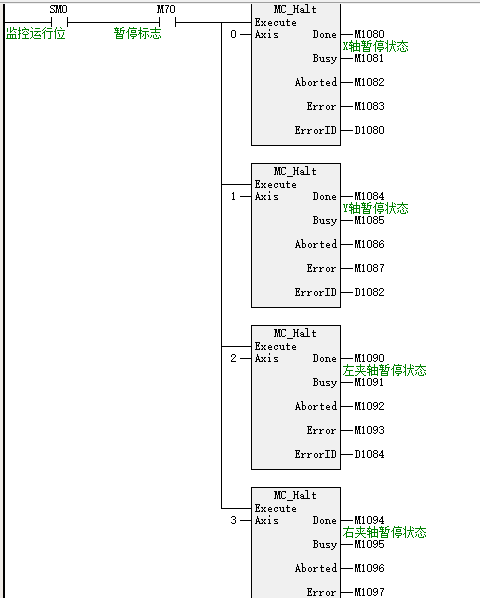 SM0 M70 MC_Halt
Execute
监控运行位 暂停标志 0 Axis Done M1080
X轴暂停状态
Busy M1081
Aborted M1082
Error M1083
ErrorID D1080
MC_Halt
Execute
1 Axis Done M1084
Y轴暂停状态
Busy M1085
Aborted M1086
Error M1087
ErrorID D1082
MC_Halt
Execute
2 Axis Done M1090
左夹轴暂停状态
Busy M1091
Aborted M1092
Error M1093
ErrorID D1084
MC_Halt
Execute
3 Axis Done M1094
右夹轴暂停状态
Busy M1095
Aborted M1096
Error M1097